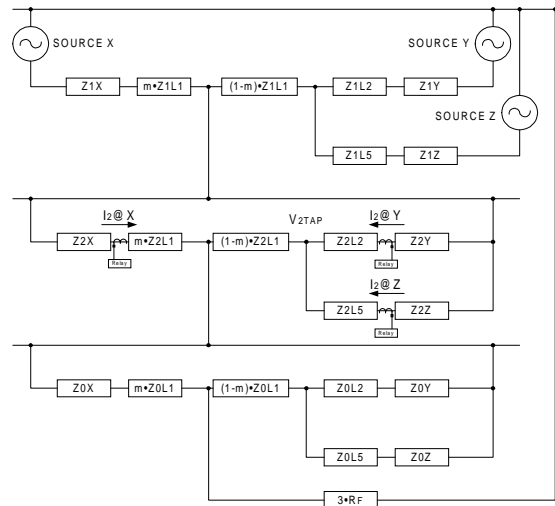 SOURCE X
SOURCE Y
Z1X
m•Z1L1
(1-m)•Z1L1
Z1L2
Z1Y
SOURCE Z
Z1L5
Z1Z
I2@ X
V2TAP
I2@ Y
Z2X
m•Z2L1
(1-m)•Z2L1
Z2L2
Z2Y
Relay
Relay
I2@ Z
Z2L5
Z2Z
Relay
Z0X
m•Z0L1
(1-m)•Z0L1
Z0L2
Z0Y
Z0L5
Z0Z
3•RF